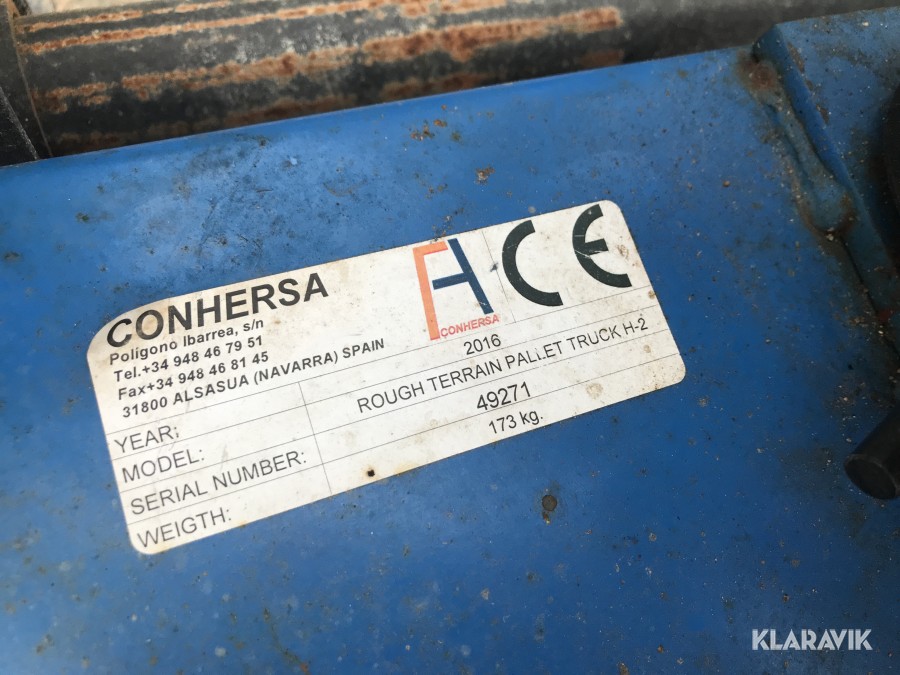 CONHERSA
Poligono Ibarrea, s/n
Tel.+34 948 46 79 51
Fax+34 948 46 81 45
31800 ALSASUA (NAVARRA) SPAIN
CONHERSA
CE
YEAR: 2016
MODEL: ROUGH TERRAIN PALLET TRUCK H-2
SERIAL NUMBER: 49271
WEIGTH: 173 kg.
KLARAVIK